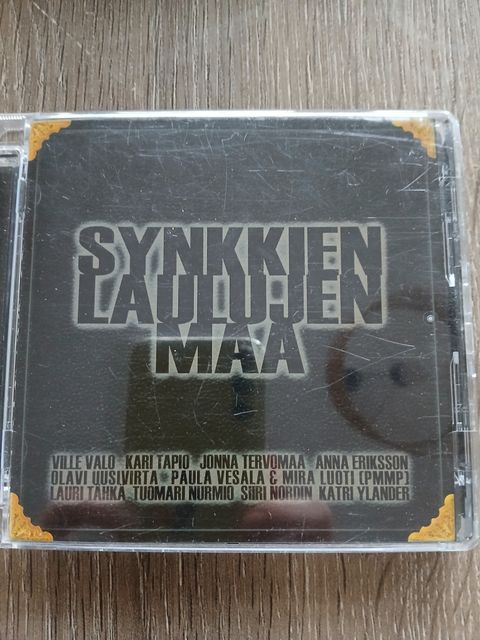 SYNKKIEN
LAULUJEN
MAA
VILLE VALO KARI TAPIO JONNA TERVOMAA ANNA ERIKSSON
OLAVI UUSIVIRTA PAULA VESALA & MIRA LUOTI (PMMP)
LAURI TÄHKÄ TUOMARI NURMIO SIIRI NORDIN KATRI YLANDER